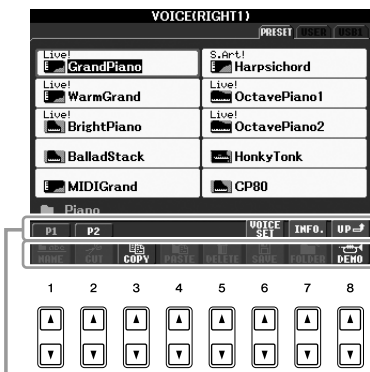 VOICE(RIGHT1)
PRESET USER USB1
Live! GrandPiano
S.Art! Harpsichord
Live! WarmGrand
Live! OctavePiano1
Live! BrightPiano
Live! OctavePiano2
BalladStack
HonkyTonk
MIDIGrand
CP80
Piano
P1 P2 VOICE SET INFO. UP
NAME CUT COPY PASTE DELETE SAVE FOLDER DEMO
1 2 3 4 5 6 7 8